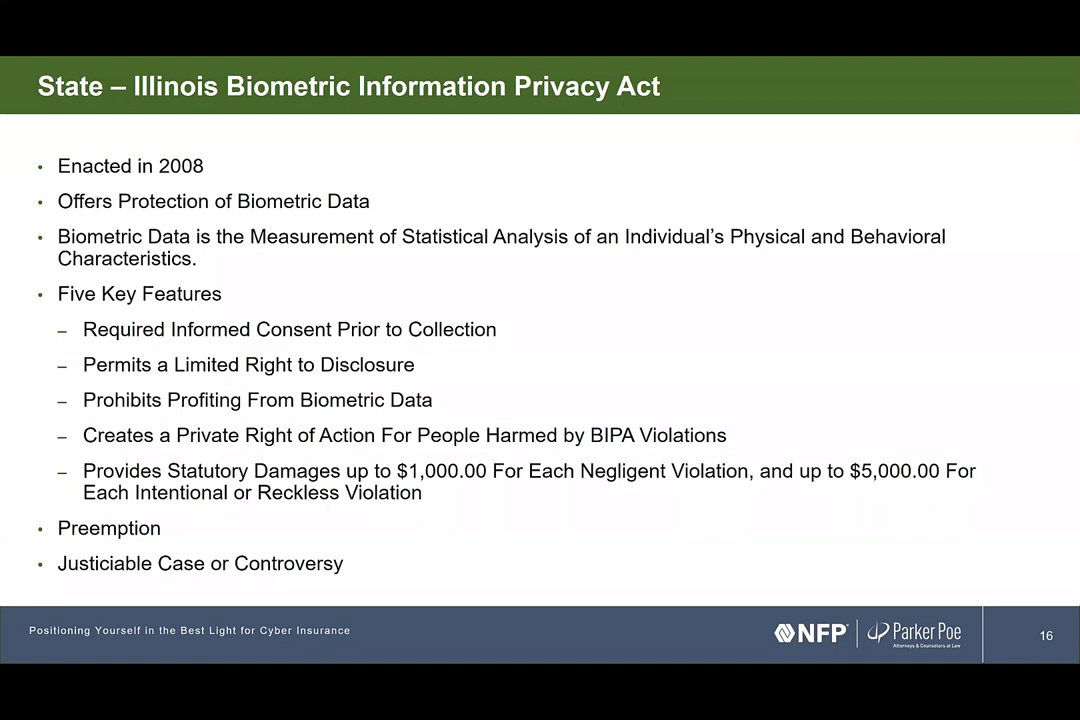 State – Illinois Biometric Information Privacy Act
• Enacted in 2008
• Offers Protection of Biometric Data
• Biometric Data is the Measurement of Statistical Analysis of an Individual’s Physical and Behavioral
Characteristics.
• Five Key Features
– Required Informed Consent Prior to Collection
– Permits a Limited Right to Disclosure
– Prohibits Profiting From Biometric Data
– Creates a Private Right of Action For People Harmed by BIPA Violations
– Provides Statutory Damages up to $1,000.00 For Each Negligent Violation, and up to $5,000.00 For
Each Intentional or Reckless Violation
• Preemption
• Justiciable Case or Controversy
Positioning Yourself in the Best Light for Cyber Insurance
NFP®
Parker Poe
Attorneys & Counselors at Law
16